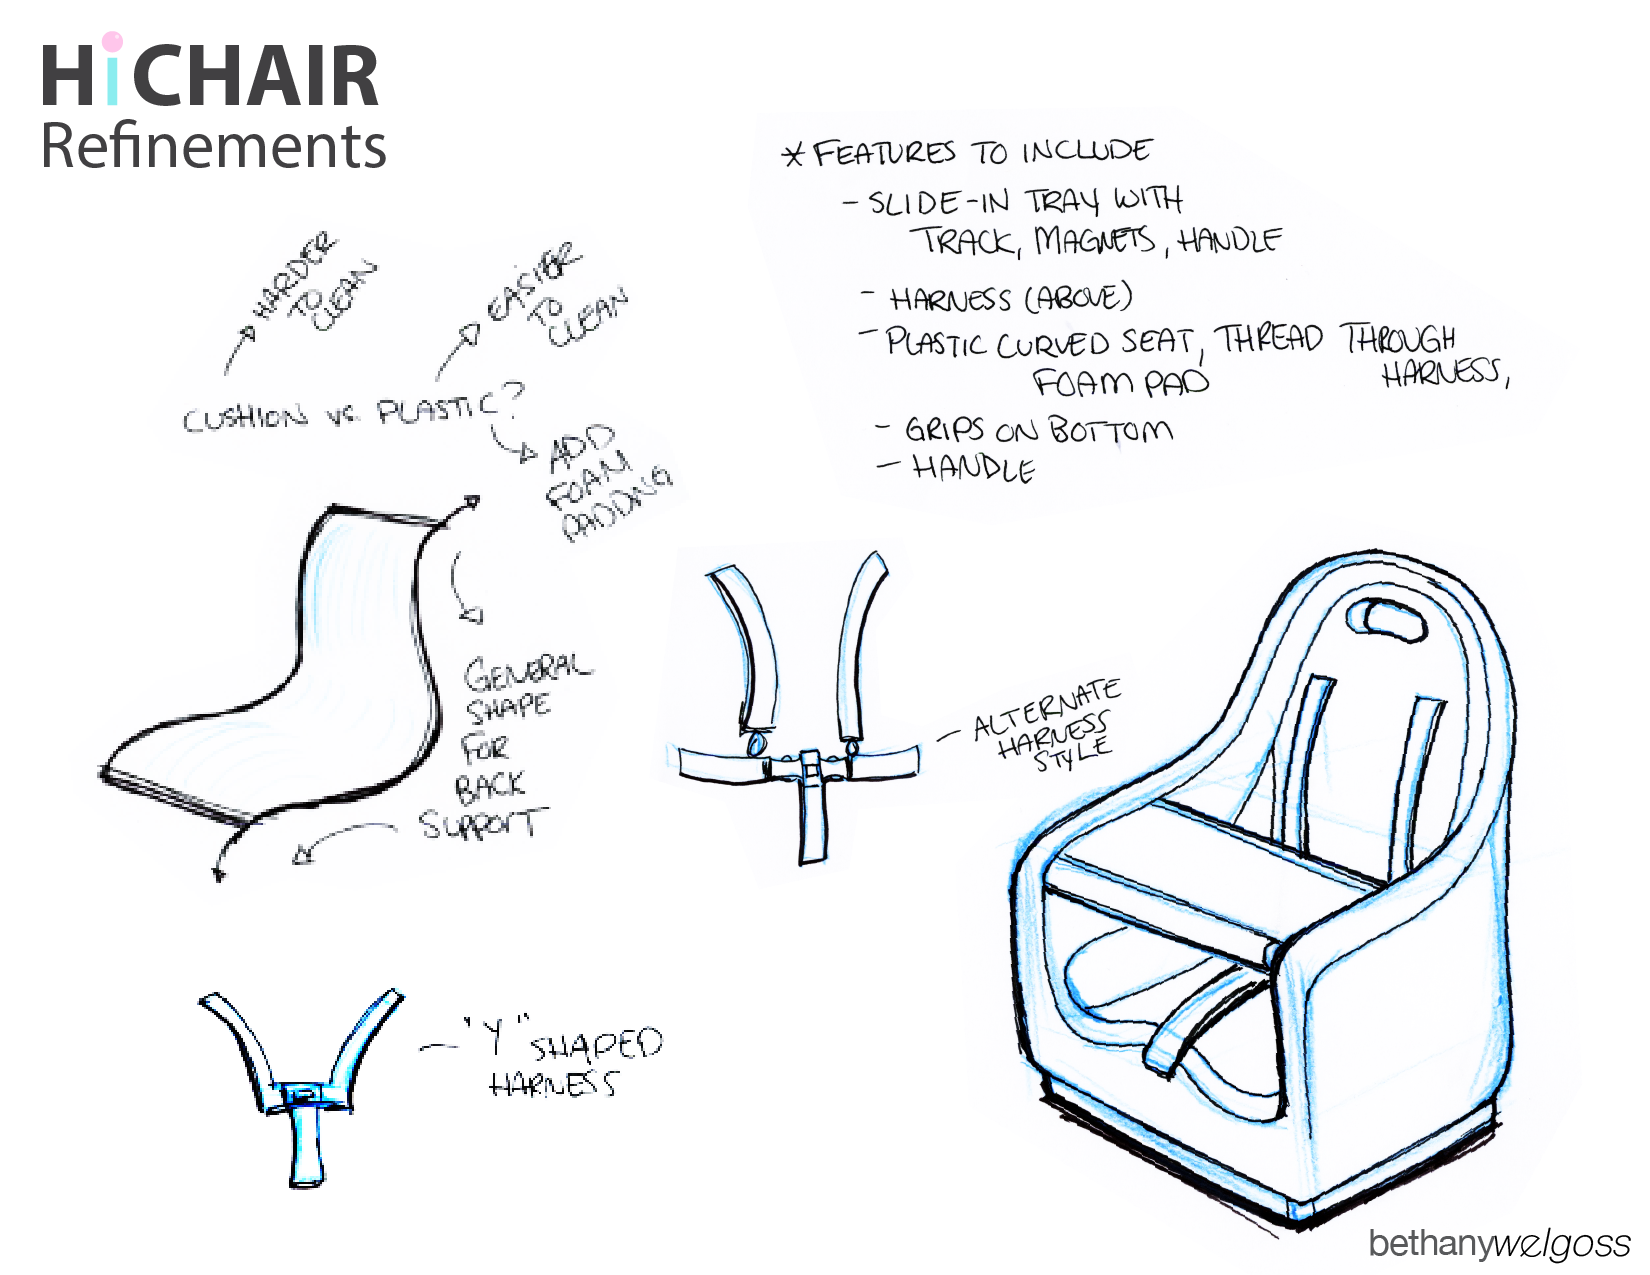 HiCHAIR
Refinements
* FEATURES TO INCLUDE
- SLIDE-IN TRAY WITH
TRACK, MAGNETS, HANDLE
- HARNESS (ABOVE)
- PLASTIC CURVED SEAT, THREAD THROUGH
FOAM PAD HARNESS,
- GRIPS ON BOTTOM
- HANDLE
HARDER
TO
CLEAN
EASIER
TO
CLEAN
CUSHION vs. PLASTIC?
ADD
FOAM
PADDING
GENERAL
SHAPE
FOR
BACK
SUPPORT
- ALTERNATE
HARNESS
STYLE
- "Y" SHAPED
HARNESS
bethanywelgoss